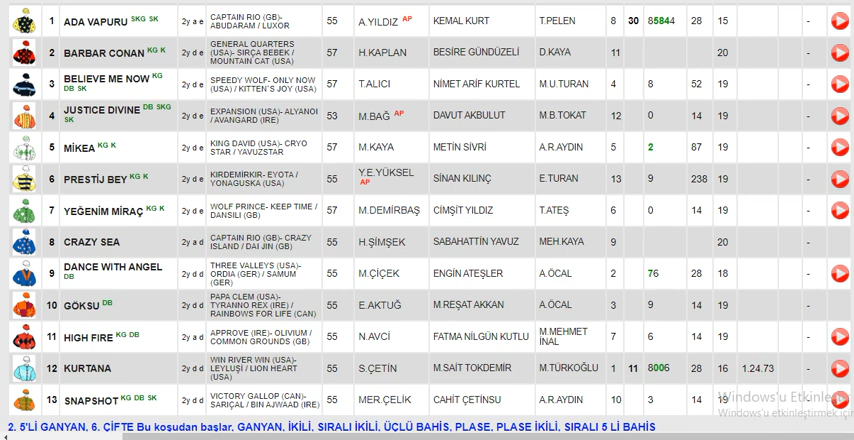 1 ADA VAPURU SKG SK 2y a e CAPTAIN RIO (GB)- ABUDARAM / LUXOR 55 A.YILDIZ AP KEMAL KURT T.PELEN 8 30 85844 28 15 -
2 BARBAR CONAN KG K 2y d e GENERAL QUARTERS (USA)- SIRÇA BEBEK / MOUNTAIN CAT (USA) 57 H.KAPLAN BESİRE GÜNDÜZELİ D.KAYA 11 20 -
3 BELIEVE ME NOW KG DB SK 2y d e SPEEDY WOLF- ONLY NOW (USA) / KITTEN`S JOY (USA) 57 T.ALICI NİMET ARİF KURTEL M.U.TURAN 4 8 52 19 -
4 JUSTICE DIVINE DB SKG SK 2y d e EXPANSION (USA)- ALYANOI / AVANGARD (IRE) 53 M.BAĞ AP DAVUT AKBULUT M.B.TOKAT 12 0 14 19 -
5 MİKEA KG K 2y d e KING DAVID (USA)- CRYO STAR / YAVUZSTAR 57 M.KAYA METİN SİVRİ A.R.AYDIN 5 2 87 19 -
6 PRESTİJ BEY KG K 2y d e KIRDEMİRKIR- EYOTA / YONAGUSKA (USA) 55 Y.E.YÜKSEL AP SİNAN KILINÇ E.TURAN 13 9 238 19 -
7 YEĞENİM MİRAÇ KG K 2y d e WOLF PRINCE- KEEP TIME / DANSILI (GB) 57 M.DEMİRBAŞ CİMŞİT YILDIZ T.ATEŞ 6 0 14 19 -
8 CRAZY SEA 2y a d CAPTAIN RIO (GB)- CRAZY ISLAND / DAI JIN (GB) 55 H.ŞİMŞEK SABAHATTİN YAVUZ MEH.KAYA 9 20 -
9 DANCE WITH ANGEL DB 2y d d THREE VALLEYS (USA)- ORDIA (GER) / SAMUM (GER) 55 M.ÇİÇEK ENGİN ATEŞLER A.ÖCAL 2 76 28 18 -
10 GÖKSU DB 2y d d PAPA CLEM (USA)- TYRANNO REX (IRE) / RAINBOWS FOR LIFE (CAN) 55 E.AKTUĞ M.REŞAT AKKAN A.ÖCAL 3 9 14 19 -
11 HIGH FIRE KG DB 2y a d APPROVE (IRE)- OLIVIUM / COMMON GROUNDS (GB) 55 N.AVCİ FATMA NİLGÜN KUTLU M.MEHMET İNAL 7 6 14 19 -
12 KURTANA 2y d d WIN RIVER WIN (USA)- LEYLUŞİ / LION HEART (USA) 55 S.ÇETİN M.SAİT TOKDEMİR M.TÜRKOĞLU 1 11 8006 28 16 1.24.73 -
13 SNAPSHOT KG DB SK 2y d d VICTORY GALLOP (CAN)- SARIÇAL / BIN AJWAAD (IRE) 55 MER.ÇELİK CAHİT ÇETİNSU A.R.AYDIN 10 3 14 19 -
Windows'u Etkinleş
Windows'u etkinleştirmek içi
2. 5'Lİ GANYAN, 6. ÇİFTE Bu koşudan başlar. GANYAN, İKİLİ, SIRALI İKİLİ, ÜÇLÜ BAHİS, PLASE, PLASE İKİLİ, SIRALI 5 Lİ BAHİS